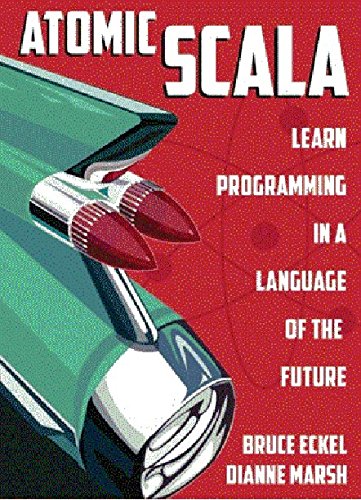 ATOMIC SCALA
LEARN
PROGRAMMING
IN A
LANGUAGE
OF THE
FUTURE
BRUCE ECKEL
DIANNE MARSH